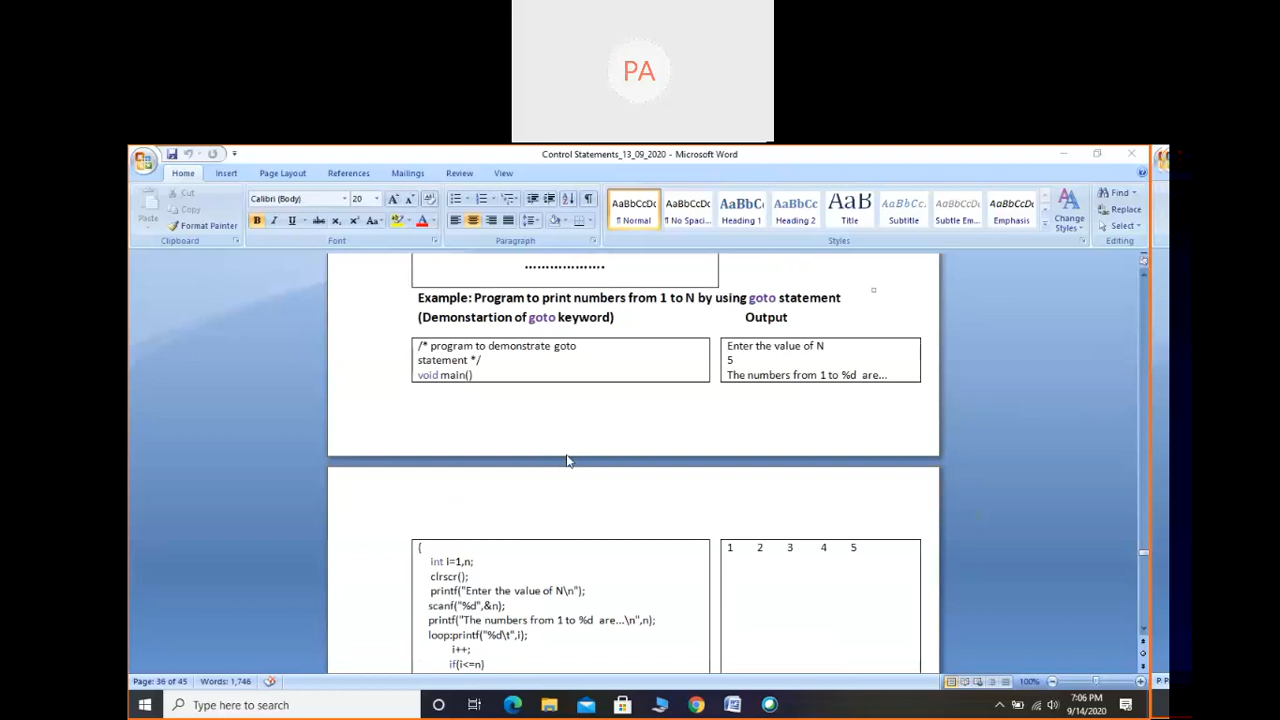 PA
Control Statements_13_09_2020 - Microsoft Word
Home Insert Page Layout References Mailings Review View
Paste
Cut
Copy
Format Painter
Clipboard
Calibri (Body) 20
Font
Paragraph
AaBbCcDc AaBbCcDc AaBbC AaBbCc AaB AaBbCc. AaBbCcDc AaBbCcDc
¶ Normal ¶ No Spaci... Heading 1 Heading 2 Title Subtitle Subtle Em... Emphasis
Change
Styles
Styles
Find
Replace
Select
Editing
...................
Example: Program to print numbers from 1 to N by using goto statement
(Demonstartion of goto keyword) Output
/* program to demonstrate goto
statement */
void main()
Enter the value of N
5
The numbers from 1 to %d are...
{
int i=1,n;
clrscr();
printf("Enter the value of N\n");
scanf("%d",&n);
printf("The numbers from 1 to %d are...\n",n);
loop:printf("%d\t",i);
i++;
if(i<=n)
1 2 3 4 5
Page: 36 of 45 Words: 1,746 100%
P. P
Type here to search
7:06 PM
9/14/2020